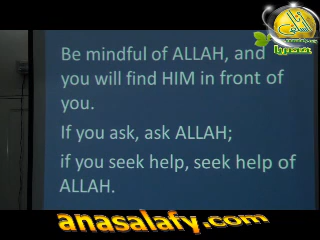 Be mindful of ALLAH, and
you will find HIM in front of
you.
If you ask, ask ALLAH;
if you seek help, seek help of
ALLAH.
anasalafy.com